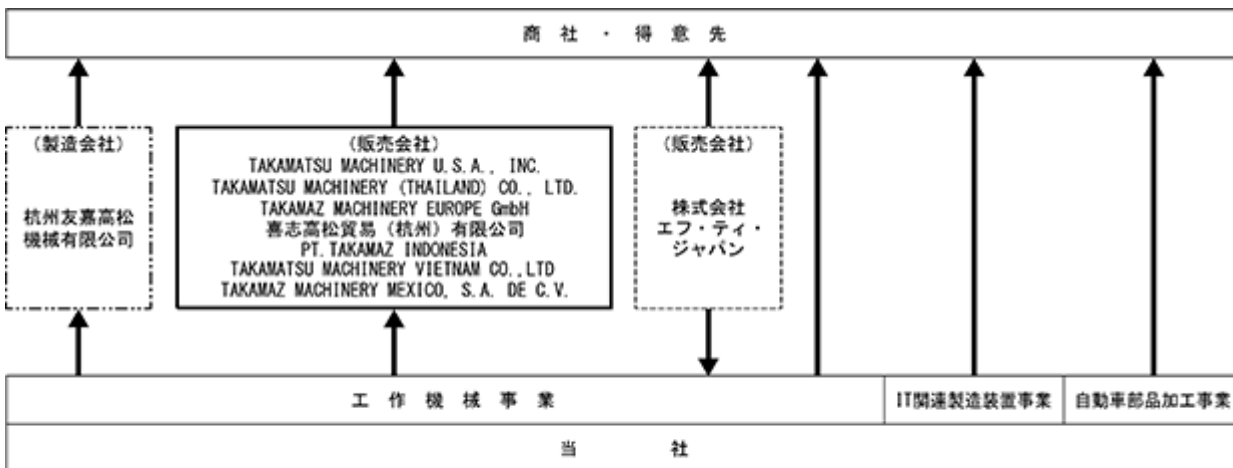 商社・得意先
（製造会社）
杭州友嘉高松
機械有限公司
（販売会社）
TAKAMATSU MACHINERY U.S.A., INC.
TAKAMATSU MACHINERY (THAILAND) CO., LTD.
TAKAMAZ MACHINERY EUROPE GmbH
喜志高松貿易（杭州）有限公司
PT.TAKAMAZ INDONESIA
TAKAMATSU MACHINERY VIETNAM CO.,LTD
TAKAMAZ MACHINERY MEXICO, S.A. DE C.V.
（販売会社）
株式会社
エフ・ティ・
ジャパン
工作機械事業
IT関連製造装置事業
自動車部品加工事業
当社